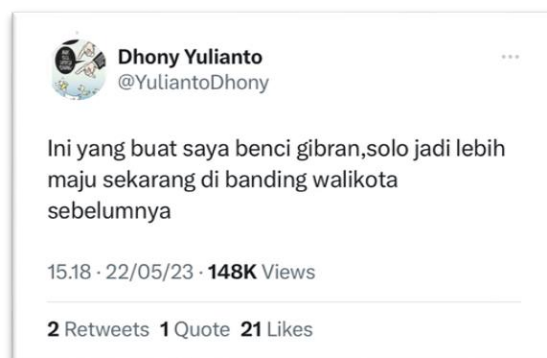 Dhony Yulianto
@YuliantoDhony
Ini yang buat saya benci gibran,solo jadi lebih
maju sekarang di banding walikota
sebelumnya
15.18 · 22/05/23 · 148K Views
2 Retweets 1 Quote 21 Likes